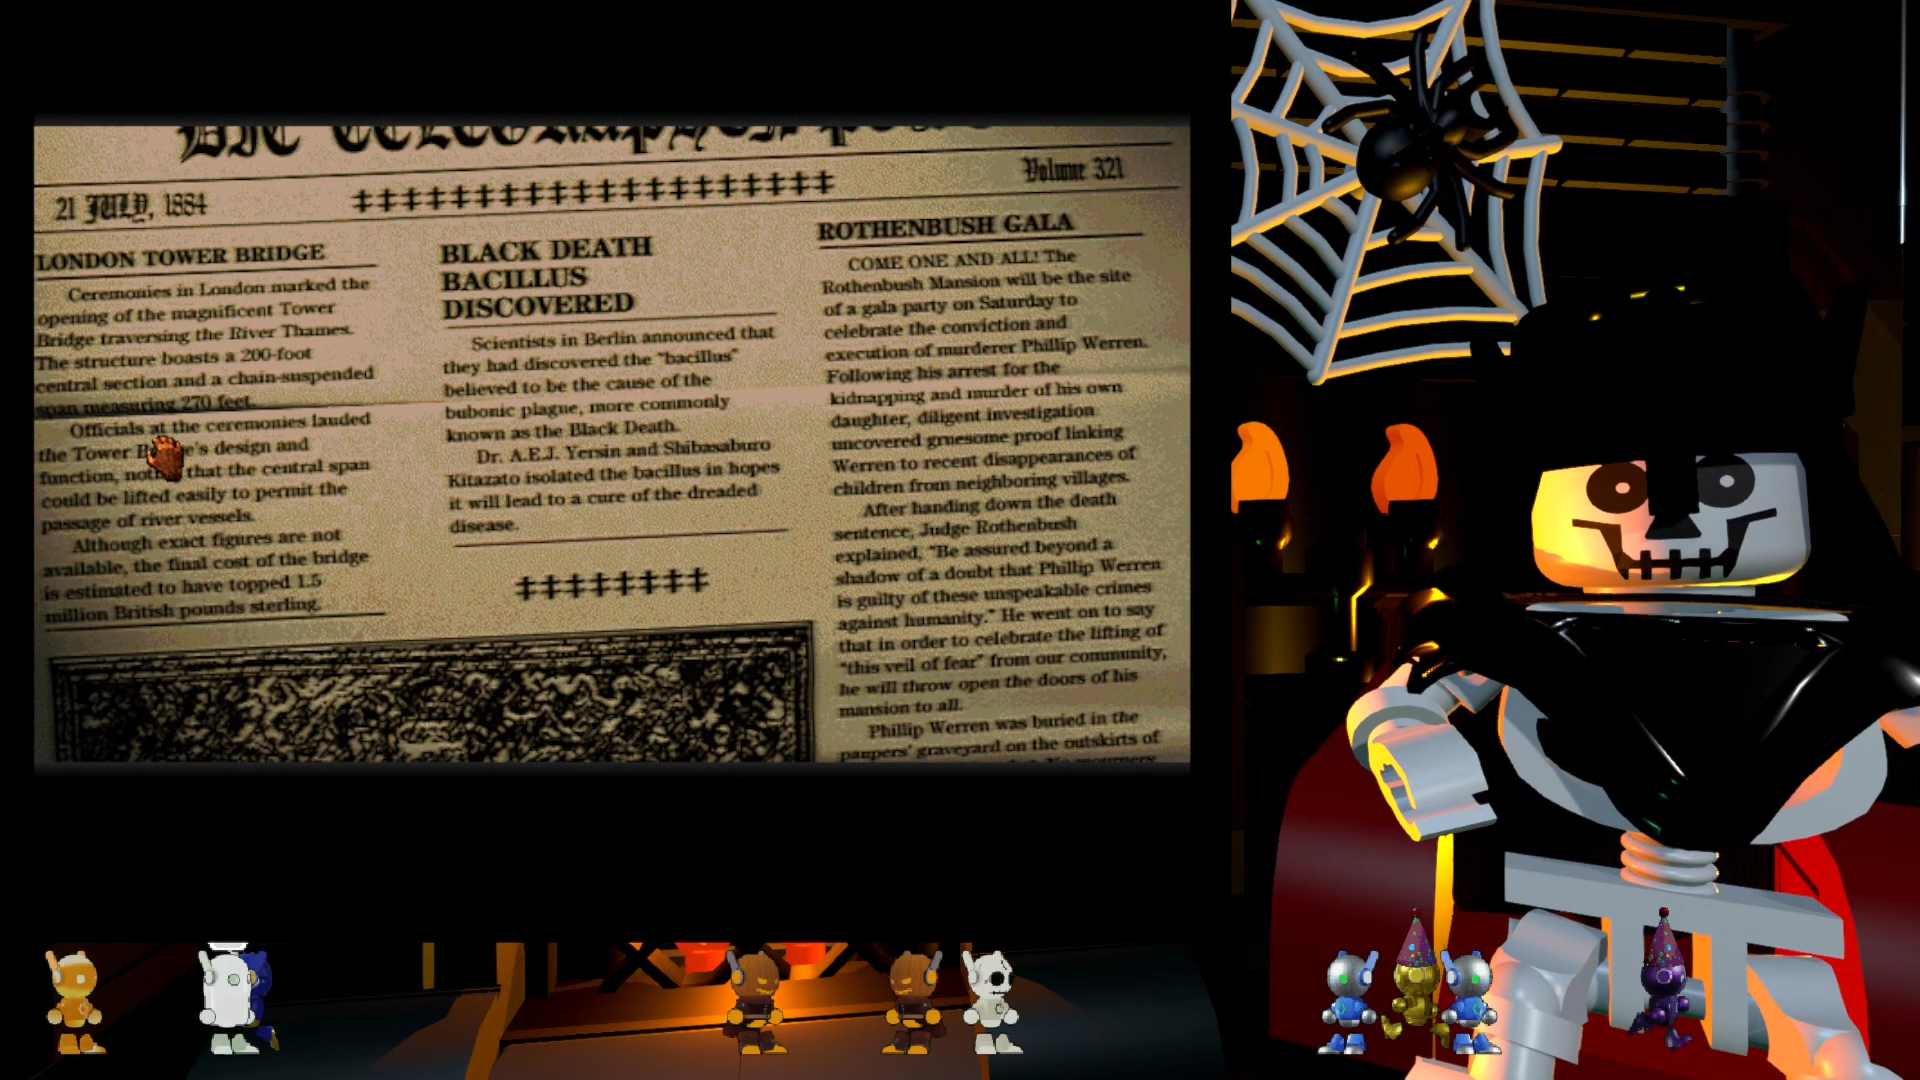 21 JULY, 1884
Volume 321
LONDON TOWER BRIDGE
Ceremonies in London marked the
opening of the magnificent Tower
Bridge traversing the River Thames.
The structure boasts a 200-foot
central section and a chain-suspended
span measuring 270 feet.
Officials at the ceremonies lauded
the Tower design and
function, that the central span
could be lifted easily to permit the
passage of river vessels.
Although exact figures are not
available, the final cost of the bridge
is estimated to have topped 1.5
million British pounds sterling.
BLACK DEATH
BACILLUS
DISCOVERED
Scientists in Berlin announced that
they had discovered the "bacillus"
believed to be the cause of the
bubonic plague, more commonly
known as the Black Death.
Dr. A.E.J. Yersin and Shibasaburo
Kitazato isolated the bacillus in hopes
it will lead to a cure of the dreaded
disease.
ROTHENBUSH GALA
COME ONE AND ALL! The
Rothenbush Mansion will be the site
of a gala party on Saturday to
celebrate the conviction and
execution of murderer Phillip Werren.
Following his arrest for the
kidnapping and murder of his own
daughter, diligent investigation
uncovered gruesome proof linking
Werren to recent disappearances of
children from neighboring villages.
After handing down the death
sentence, Judge Rothenbush
explained, "Be assured beyond a
shadow of a doubt that Phillip Werren
is guilty of these unspeakable crimes
against humanity." He went on to say
that in order to celebrate the lifting of
"this veil of fear" from our community,
he will throw open the doors of his
mansion to all.
Phillip Werren was buried in the
paupers' graveyard on the outskirts of